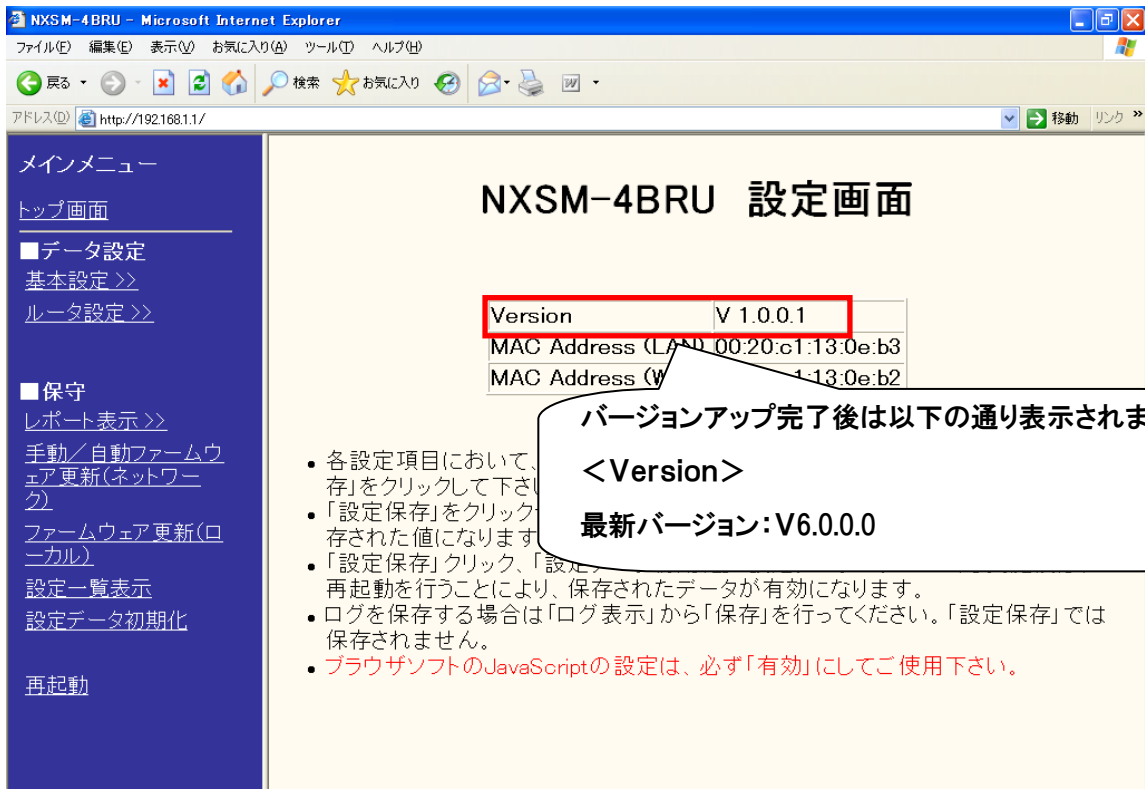 NXSM-4BRU - Microsoft Internet Explorer
ファイル(F) 編集(E) 表示(V) お気に入り(A) ツール(T) ヘルプ(H)
戻る 検索 お気に入り
アドレス(D) http://192.168.1.1/ 移動 リンク »
メインメニュー
トップ画面
■データ設定
基本設定 >>
ルータ設定 >>
■保守
レポート表示 >>
手動／自動ファームウ
ェア更新(ネットワー
ク)
ファームウェア更新(ロ
ーカル)
設定一覧表示
設定データ初期化
再起動
NXSM-4BRU 設定画面
Version V 1.0.0.1
MAC Address (LAN) 00:20:c1:13:0e:b3
MAC Address (W :13:0e:b2
バージョンアップ完了後は以下の通り表示されま
＜Version＞
最新バージョン：V6.0.0.0
• 各設定項目において、
存」をクリックして下さ
• 「設定保存」をクリック
存された値になります
• 「設定保存」クリック、「設定
再起動を行うことにより、保存されたデータが有効になります。
• ログを保存する場合は「ログ表示」から「保存」を行ってください。「設定保存」では
保存されません。
• ブラウザソフトのJavaScriptの設定は、必ず「有効」にしてご使用下さい。